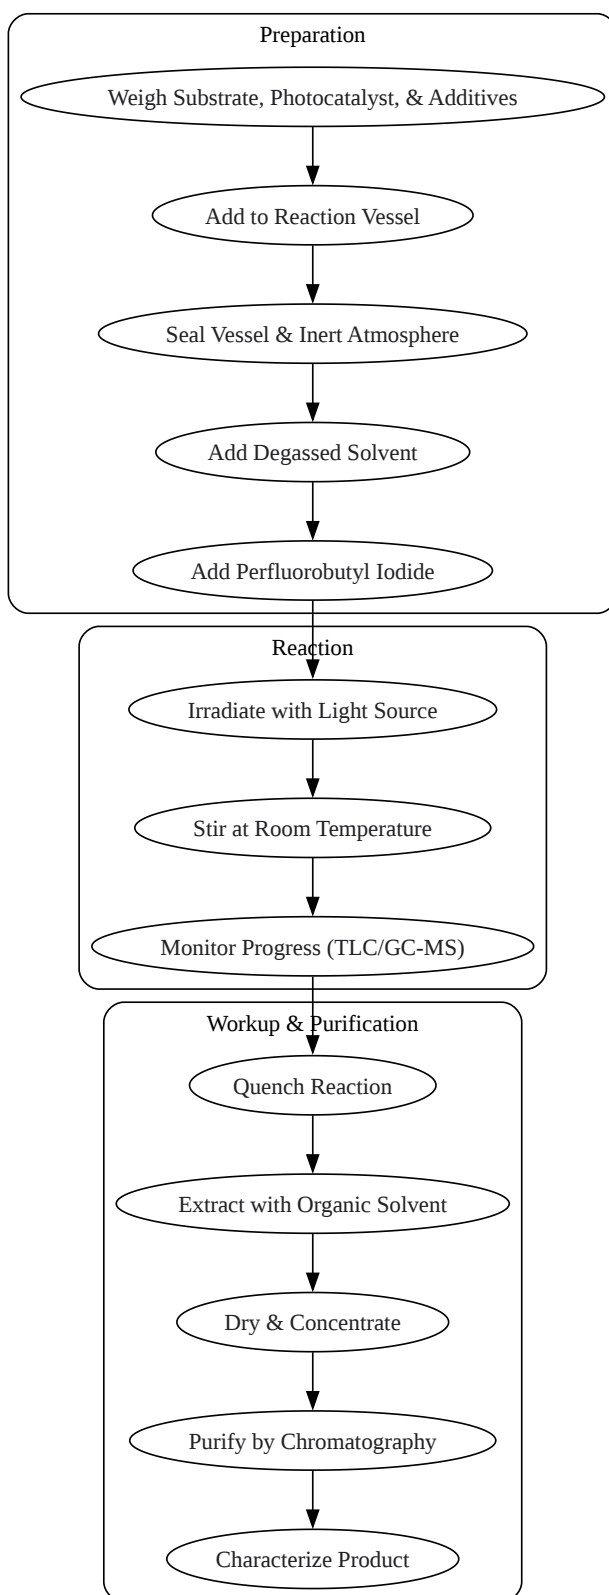 Preparation
Weigh Substrate, Photocatalyst, & Additives
Add to Reaction Vessel
Seal Vessel & Inert Atmosphere
Add Degassed Solvent
Add Perfluorobutyl Iodide
Reaction
Irradiate with Light Source
Stir at Room Temperature
Monitor Progress (TLC/GC-MS)
Workup & Purification
Quench Reaction
Extract with Organic Solvent
Dry & Concentrate
Purify by Chromatography
Characterize Product